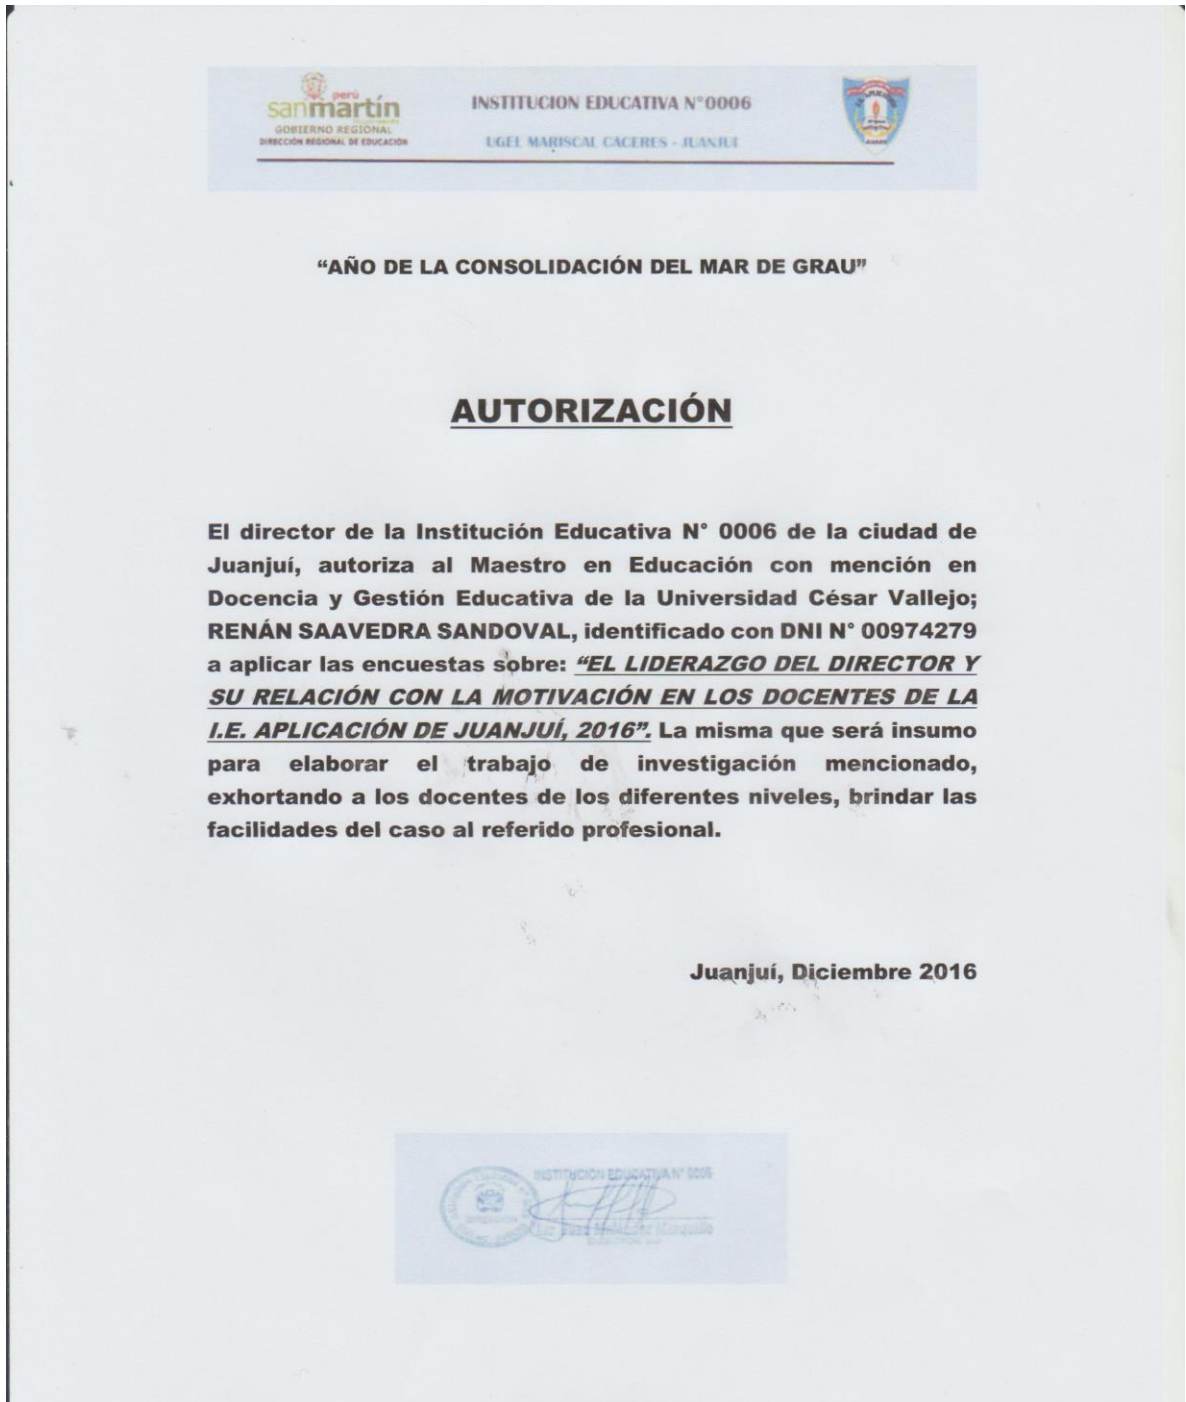 perú
sanmartín
GOBIERNO REGIONAL
DIRECCIÓN REGIONAL DE EDUCACIÓN
INSTITUCION EDUCATIVA N°0006
UGEL MARISCAL CACERES - JUANJUI
“AÑO DE LA CONSOLIDACIÓN DEL MAR DE GRAU”
AUTORIZACIÓN
El director de la Institución Educativa N° 0006 de la ciudad de
Juanjuí, autoriza al Maestro en Educación con mención en
Docencia y Gestión Educativa de la Universidad César Vallejo;
RENÁN SAAVEDRA SANDOVAL, identificado con DNI N° 00974279
a aplicar las encuestas sobre: “EL LIDERAZGO DEL DIRECTOR Y
SU RELACIÓN CON LA MOTIVACIÓN EN LOS DOCENTES DE LA
I.E. APLICACIÓN DE JUANJUÍ, 2016”. La misma que será insumo
para elaborar el trabajo de investigación mencionado,
exhortando a los docentes de los diferentes niveles, brindar las
facilidades del caso al referido profesional.
Juanjuí, Diciembre 2016
INSTITUCION EDUCATIVA N° 0006